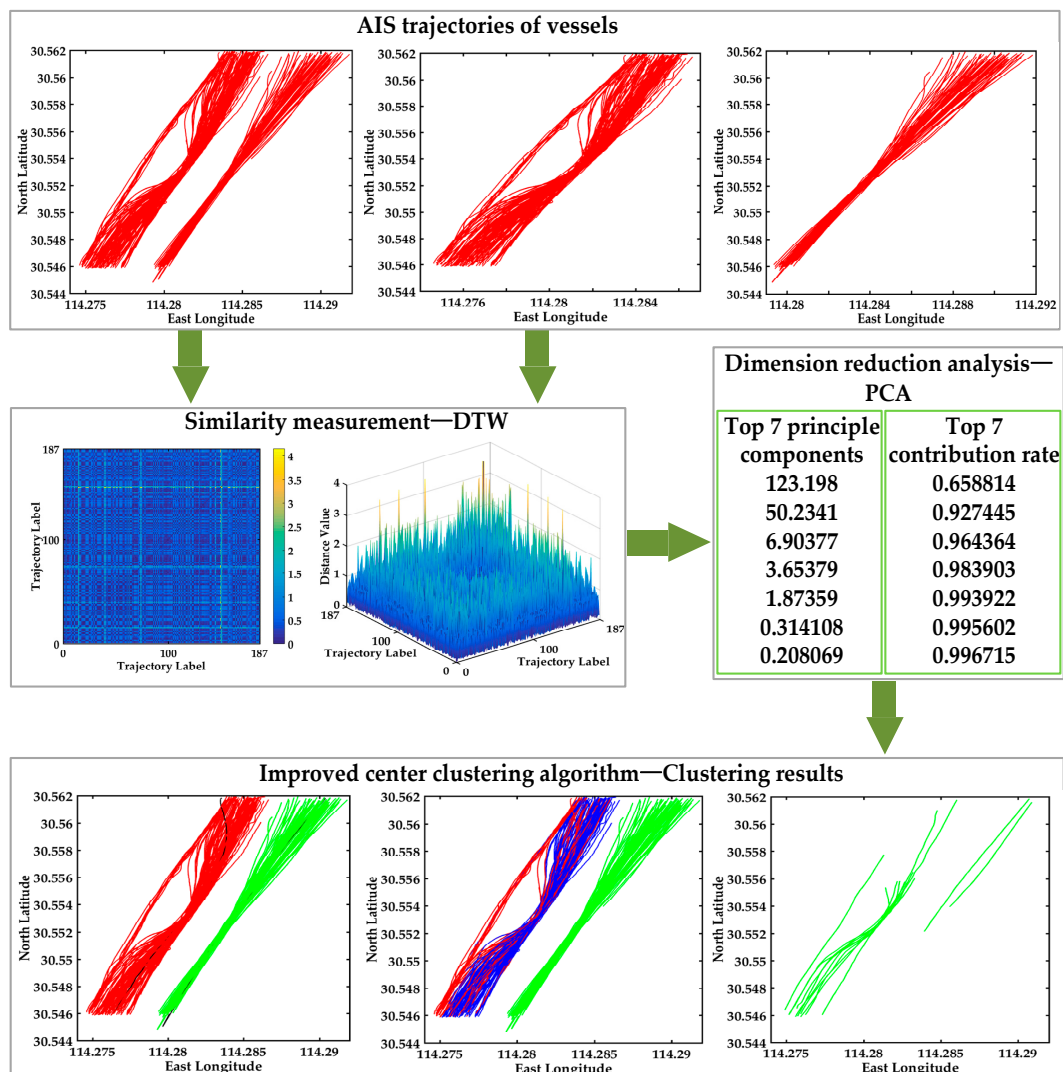 AIS trajectories of vessels
North Latitude
30.562
30.56
30.558
30.556
30.554
30.552
30.55
30.548
30.546
30.544
114.275 114.28 114.285 114.29
East Longitude
North Latitude
30.562
30.56
30.558
30.556
30.554
30.552
30.55
30.548
30.546
30.544
114.276 114.28 114.284
East Longitude
North Latitude
30.562
30.56
30.558
30.556
30.554
30.552
30.55
30.548
30.546
30.544
114.28 114.284 114.288 114.292
East Longitude
Similarity measurement—DTW
Trajectory Label
187
100
0
0 100 187
Trajectory Label
4
3.5
3
2.5
2
1.5
1
0.5
0
Distance Value
4
3
2
1
0
187
100
0
Trajectory Label
0
100
187
Trajectory Label
Dimension reduction analysis—
PCA
Top 7 principle
components
123.198
50.2341
6.90377
3.65379
1.87359
0.314108
0.208069
Top 7
contribution rate
0.658814
0.927445
0.964364
0.983903
0.993922
0.995602
0.996715
Improved center clustering algorithm—Clustering results
North Latitude
30.562
30.56
30.558
30.556
30.554
30.552
30.55
30.548
30.546
30.544
114.275 114.28 114.285 114.29
East Longitude
North Latitude
30.562
30.56
30.558
30.556
30.554
30.552
30.55
30.548
30.546
30.544
114.275 114.28 114.285 114.29
East Longitude
North Latitude
30.562
30.56
30.558
30.556
30.554
30.552
30.55
30.548
30.546
30.544
114.275 114.28 114.285 114.29
East Longitude